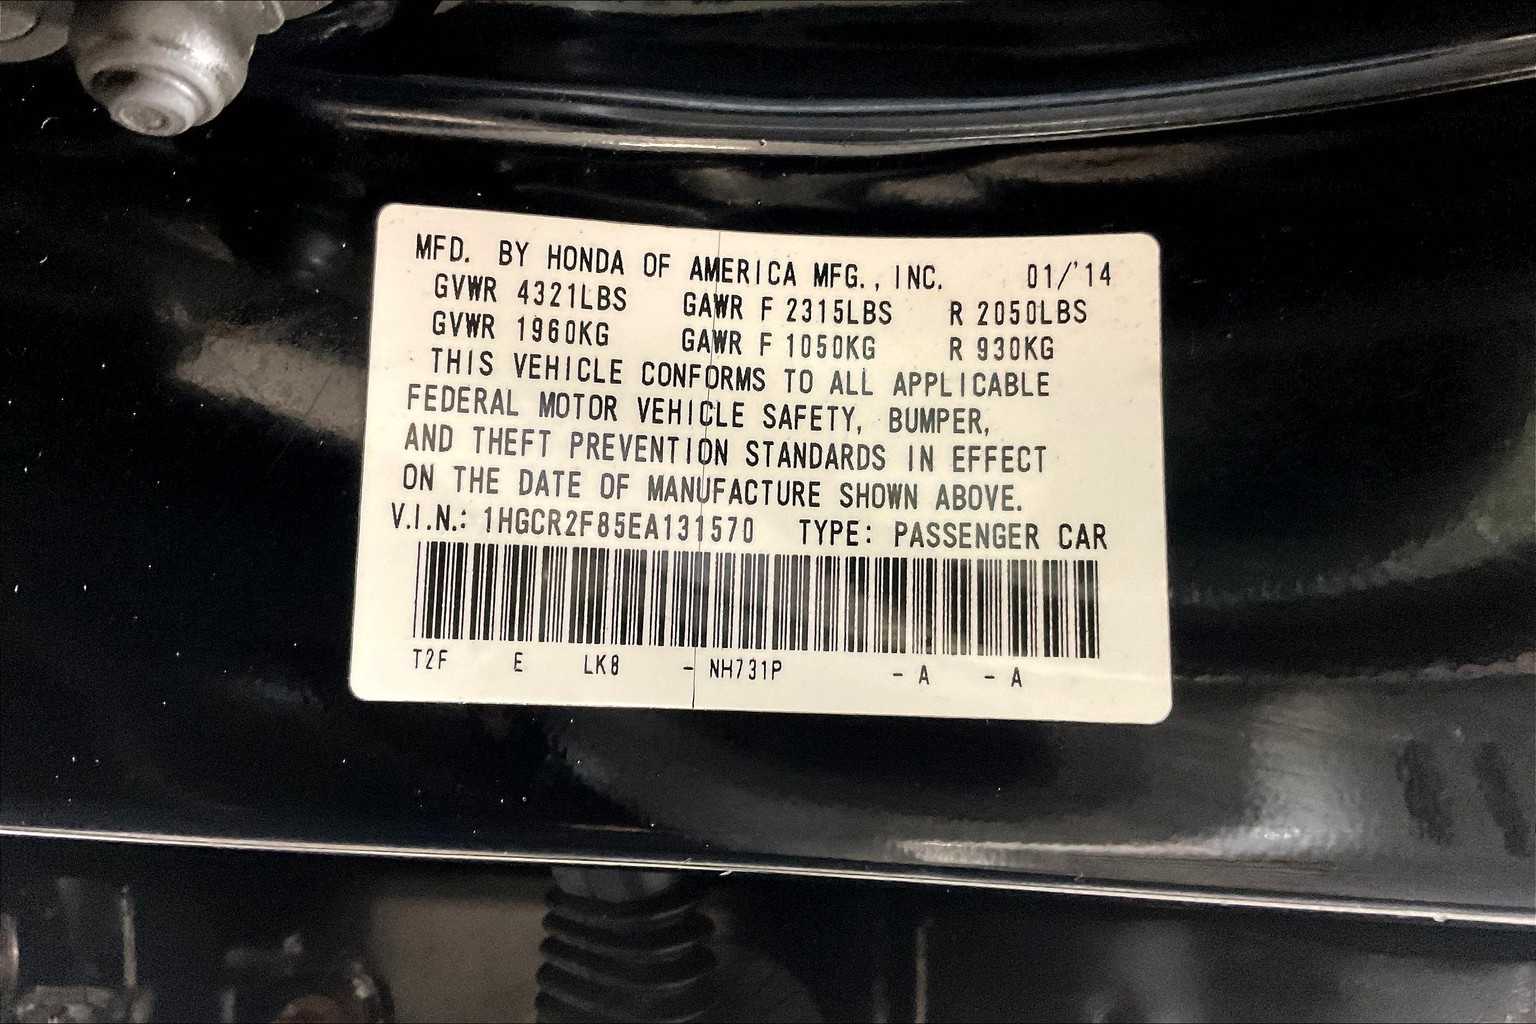 MFD. BY HONDA OF AMERICA MFG., INC. 01/'14
GVWR 4321LBS GAWR F 2315LBS R 2050LBS
GVWR 1960KG GAWR F 1050KG R 930KG
THIS VEHICLE CONFORMS TO ALL APPLICABLE
FEDERAL MOTOR VEHICLE SAFETY, BUMPER,
AND THEFT PREVENTION STANDARDS IN EFFECT
ON THE DATE OF MANUFACTURE SHOWN ABOVE.
V.I.N.: 1HGCR2F85EA131570 TYPE: PASSENGER CAR
T2F E LK8 - NH731P - A - A